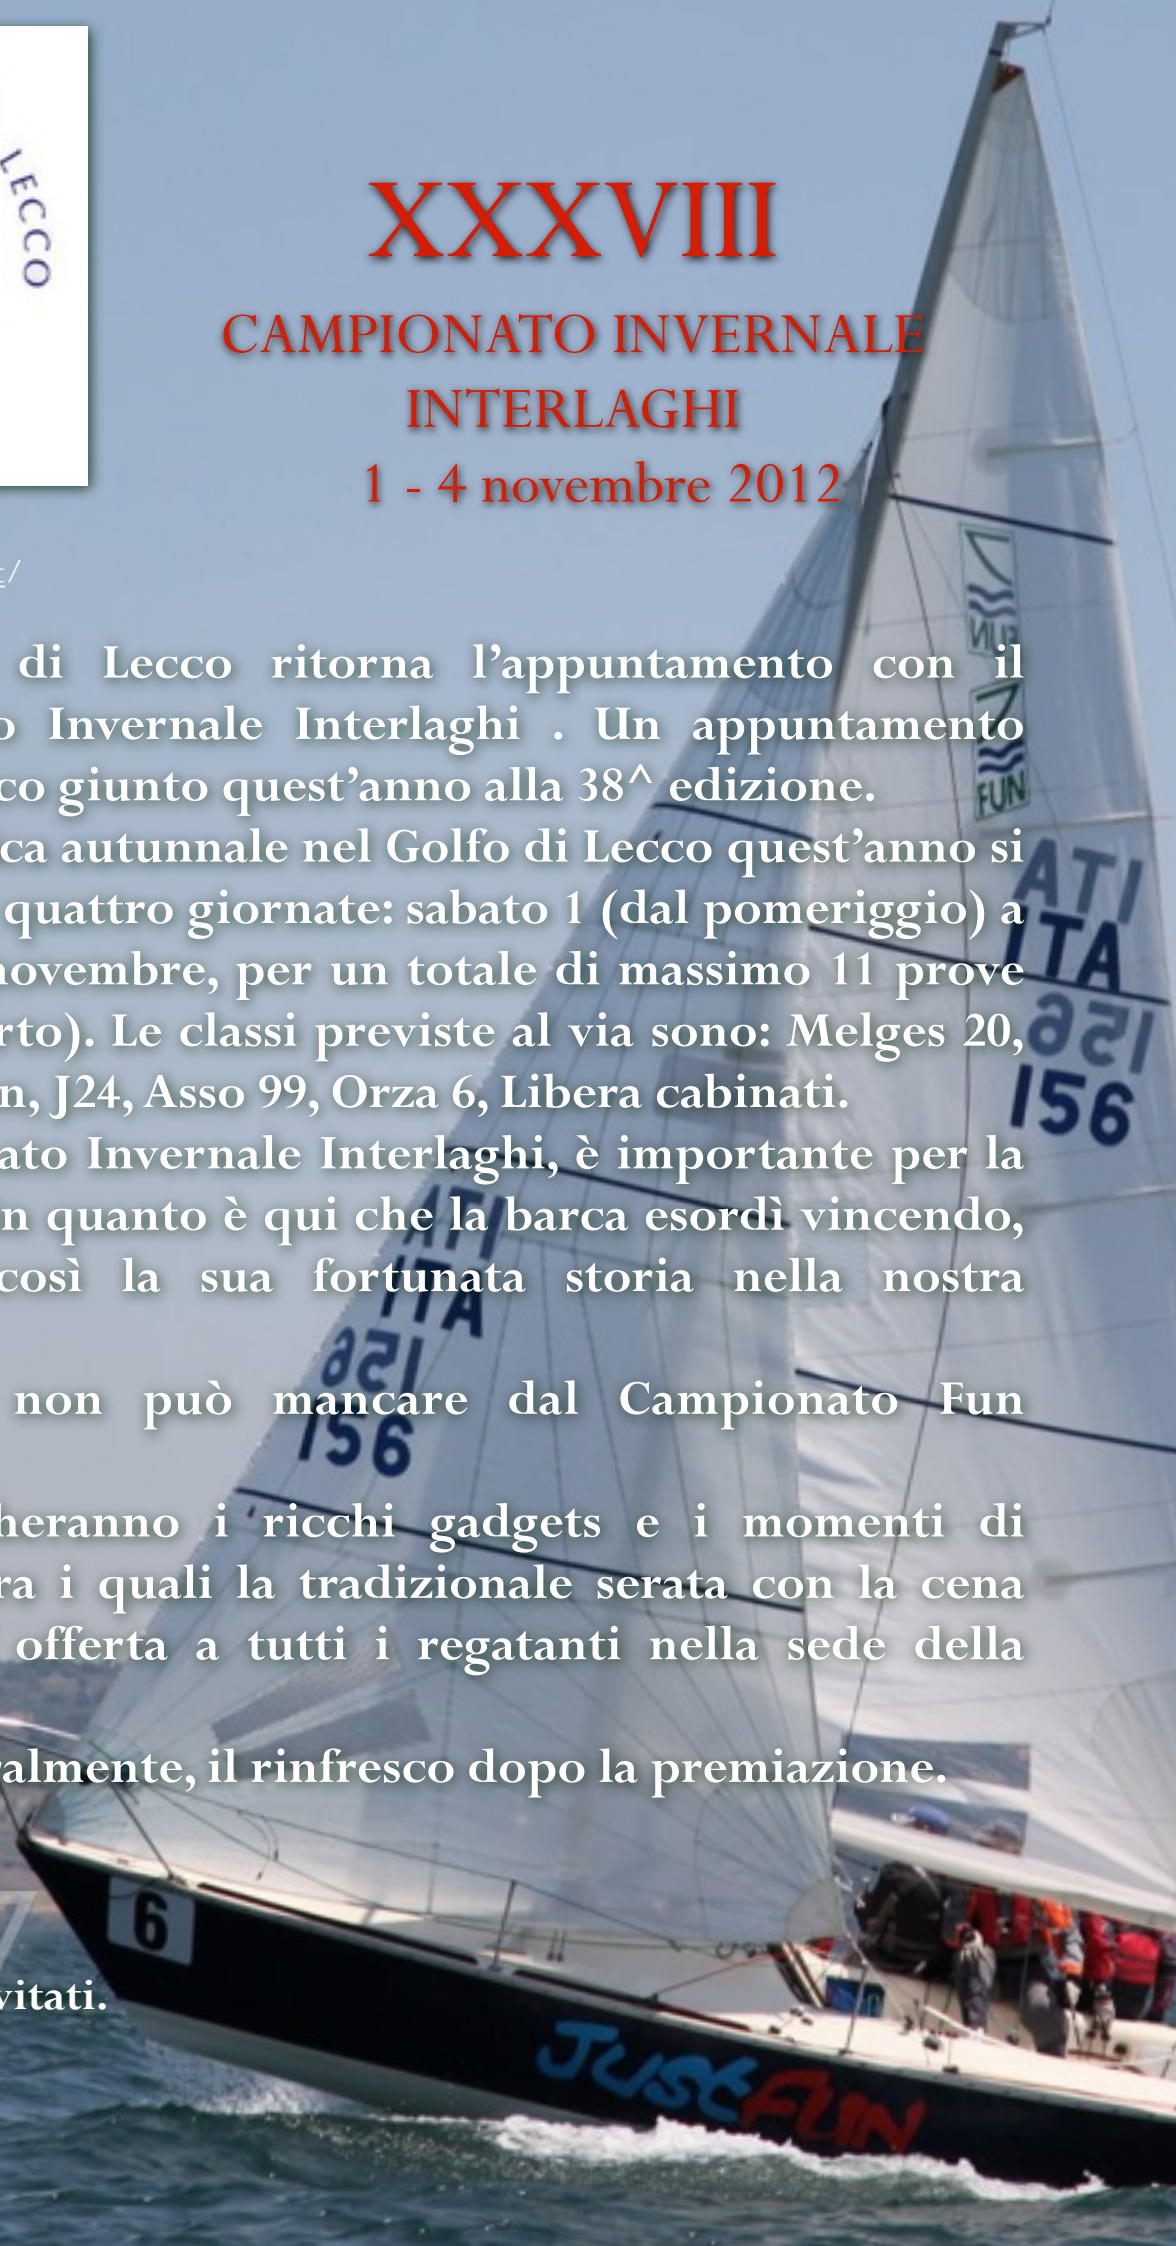 LECCO
XXXVIII
CAMPIONATO INVERNALE
INTERLAGHI
1 - 4 novembre 2012
/
di Lecco ritorna l’appuntamento con il
o Invernale Interlaghi . Un appuntamento
co giunto quest’anno alla 38^ edizione.
ca autunnale nel Golfo di Lecco quest’anno si
quattro giornate: sabato 1 (dal pomeriggio) a
novembre, per un totale di massimo 11 prove
rto). Le classi previste al via sono: Melges 20,
n, J24, Asso 99, Orza 6, Libera cabinati.
ato Invernale Interlaghi, è importante per la
n quanto è qui che la barca esordì vincendo,
così la sua fortunata storia nella nostra
non può mancare dal Campionato Fun
heranno i ricchi gadgets e i momenti di
ra i quali la tradizionale serata con la cena
offerta a tutti i regatanti nella sede della
ralmente, il rinfresco dopo la premiazione.
vitati.
FUN
FUN
ITA
ITA
156
156
ITA
ITA
156
156
6
JustFUN